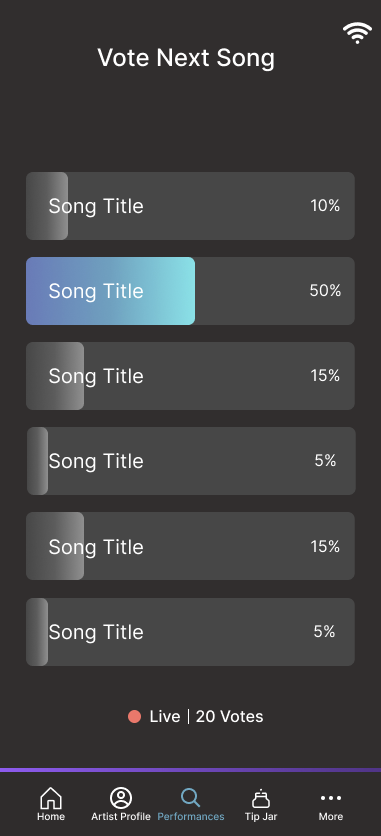 Vote Next Song
Song Title 10%
Song Title 50%
Song Title 15%
Song Title 5%
Song Title 15%
Song Title 5%
Live | 20 Votes
Home Artist Profile Performances Tip Jar More